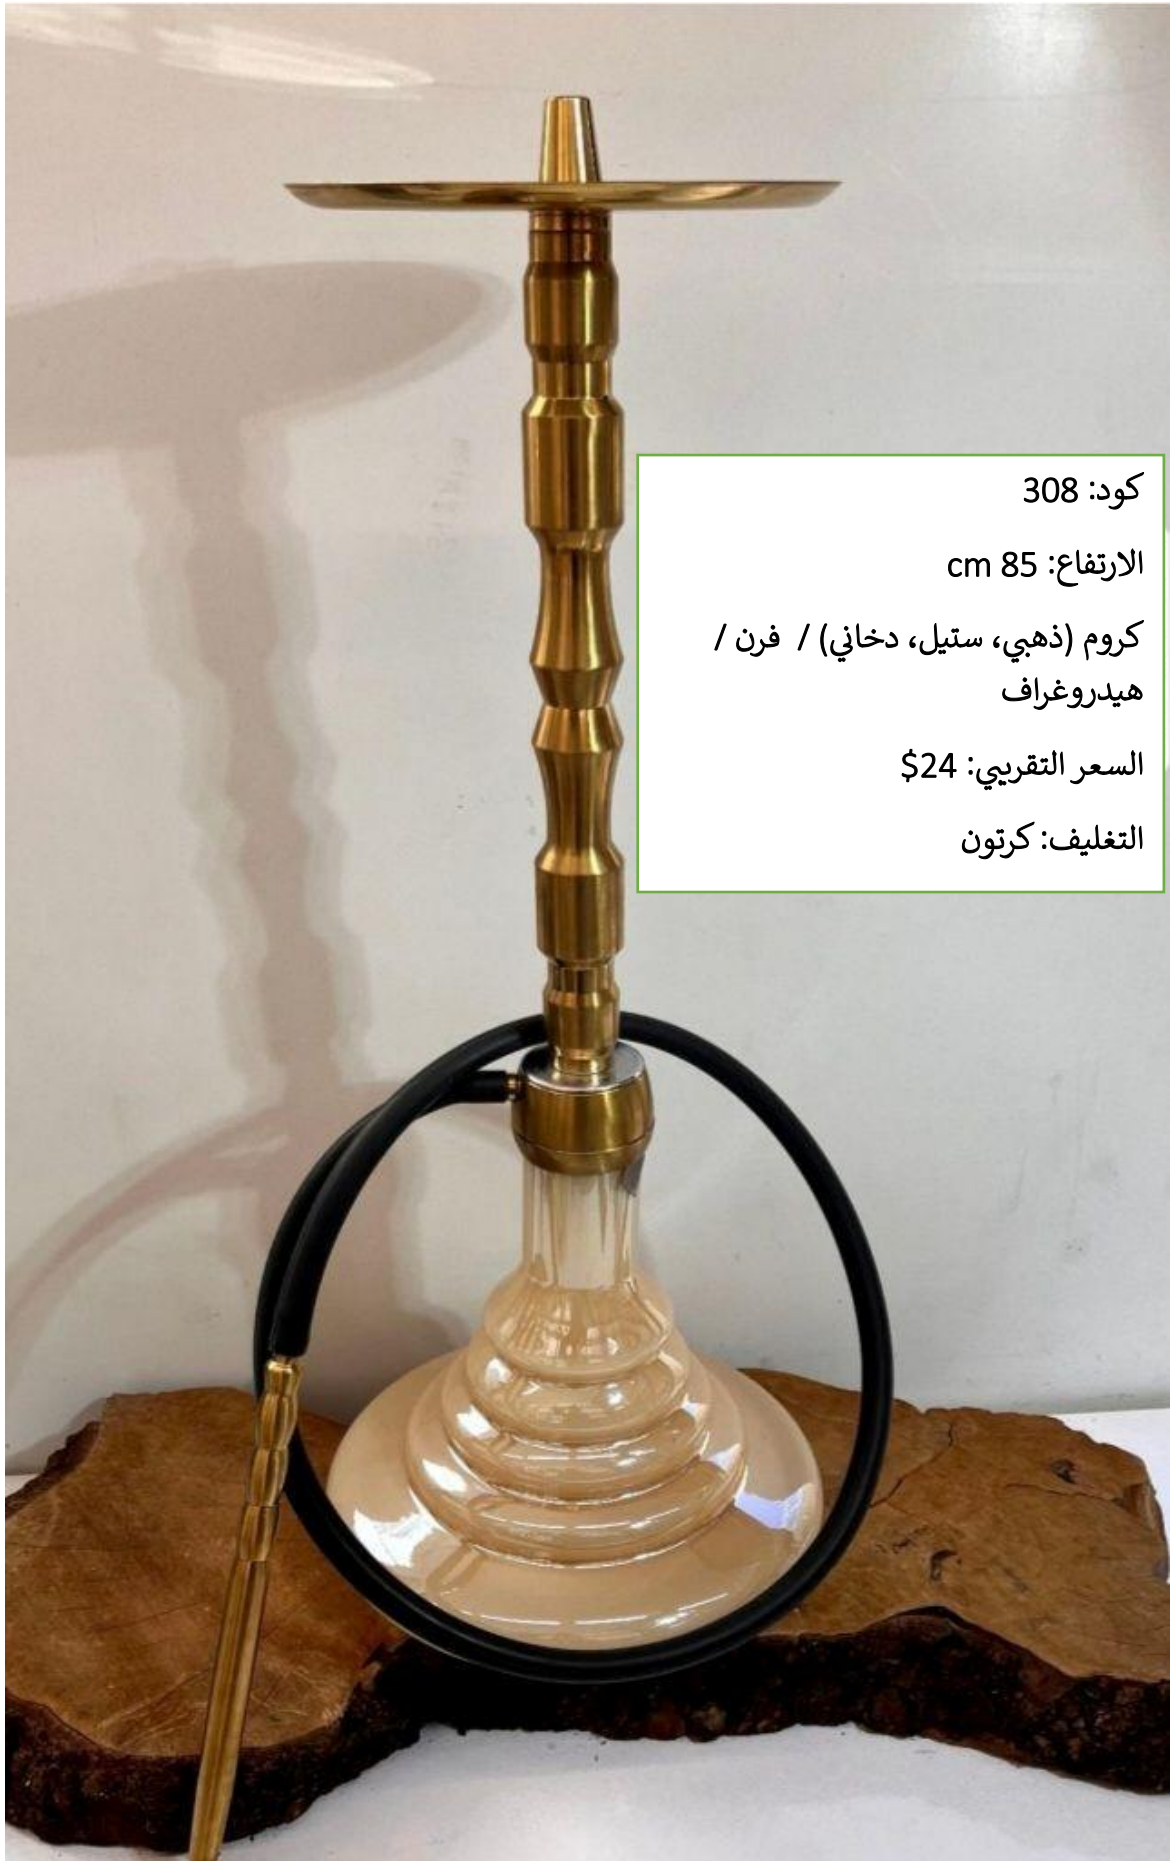 كود: 308
الارتفاع: 85 cm
كروم (ذهبي، ستيل، دخاني) / فرن /
هيدروغراف
السعر التقريبي: 24$
التغليف: كرتون